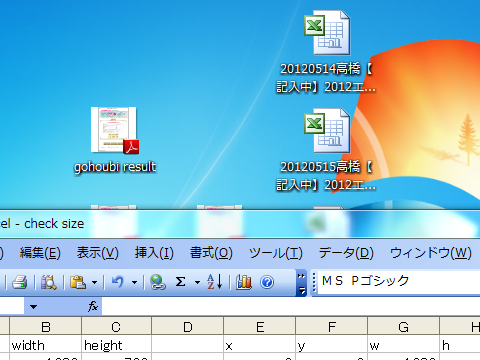 20120514高橋【
記入中】2012エ...
gohoubi result
20120515高橋【
記入中】2012エ...
el - check size
) 編集(E) 表示(V) 挿入(I) 書式(O) ツール(T) データ(D) ウィンドウ(W)
ＭＳ Ｐゴシック
fx
B C D E F G H
width height x y w h